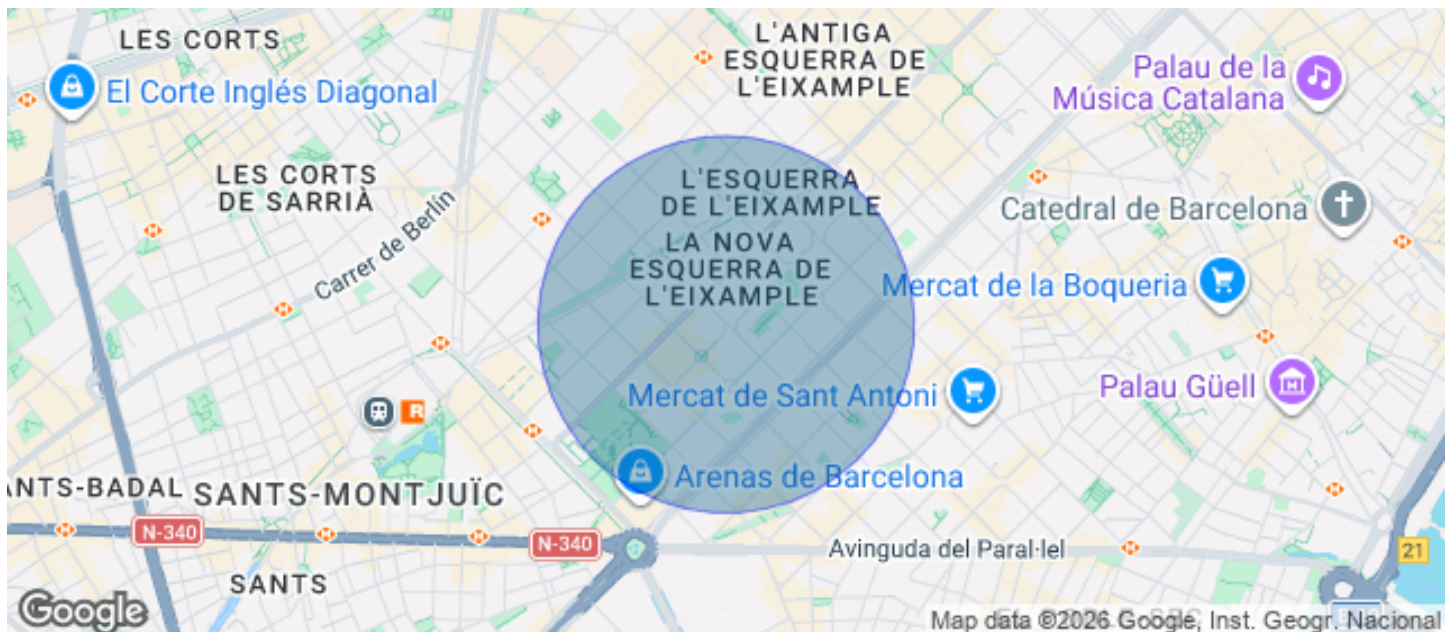 LES CORTS
L'ANTIGA
ESQUERRA DE
L'EIXAMPLE
El Corte Inglés Diagonal
Palau de la
Música Catalana
LES CORTS
DE SARRIÀ
L'ESQUERRA
DE L'EIXAMPLE
Catedral de Barcelona
Carrer de Berlín
LA NOVA
ESQUERRA DE
L'EIXAMPLE
Mercat de la Boqueria
Mercat de Sant Antoni
Palau Güell
R
Arenas de Barcelona
ANTS-BADAL
SANTS-MONTJUÏC
N-340
N-340
Avinguda del Paral·lel
21
SANTS
Google
Map data ©2026 Google, Inst. Geogr. Nacional